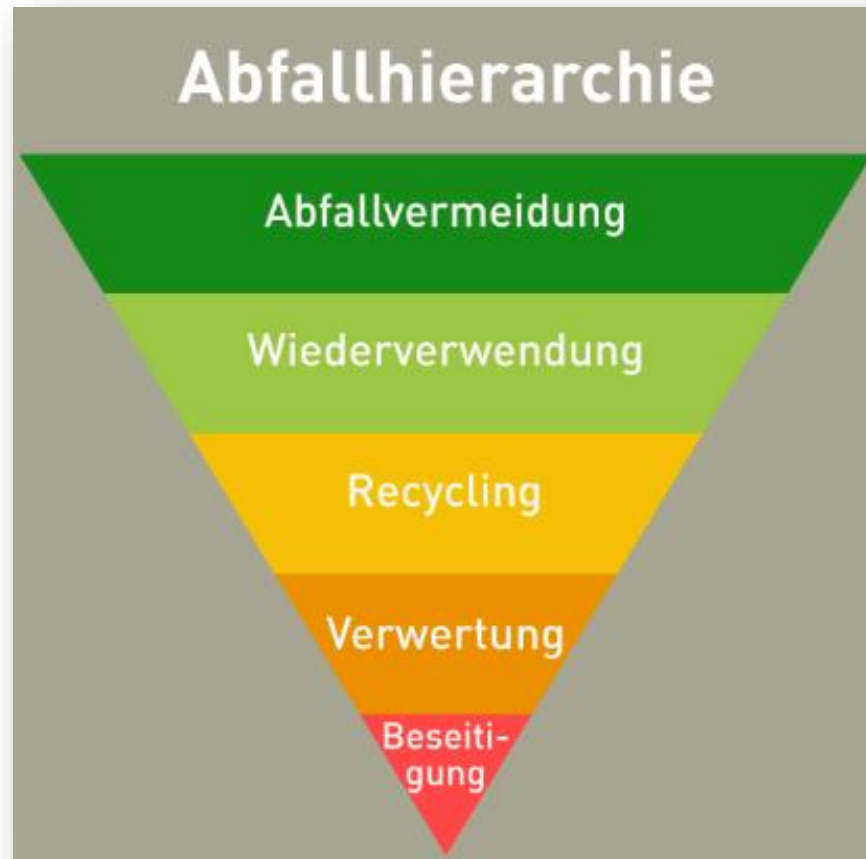 Abfallhierarchie
Abfallvermeidung
Wiederverwendung
Recycling
Verwertung
Beseiti-
gung